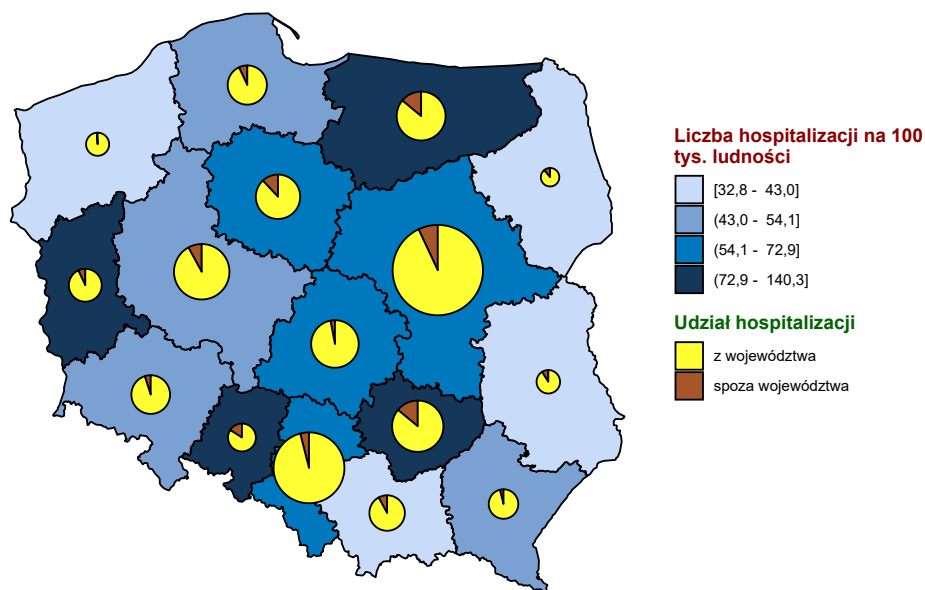 Liczba hospitalizacji na 100
tys. ludności
[32,8 - 43,0]
(43,0 - 54,1]
(54,1 - 72,9]
(72,9 - 140,3]
Udział hospitalizacji
z województwa
spoza województwa